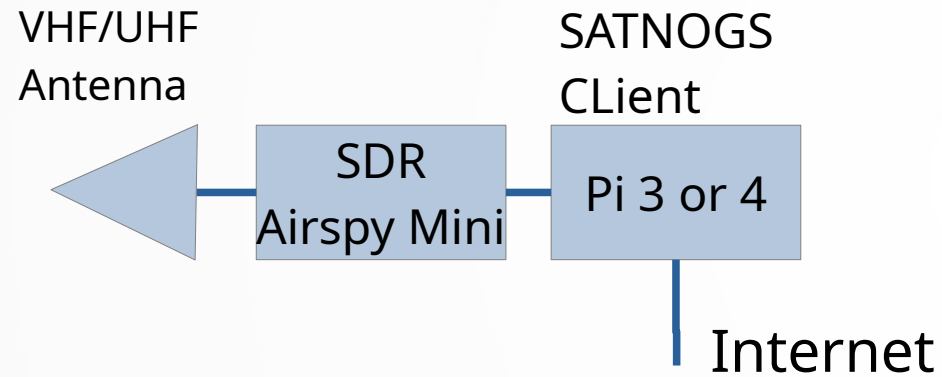 VHF/UHF
Antenna
SATNOGS
CLient
SDR
Airspy Mini
Pi 3 or 4
Internet